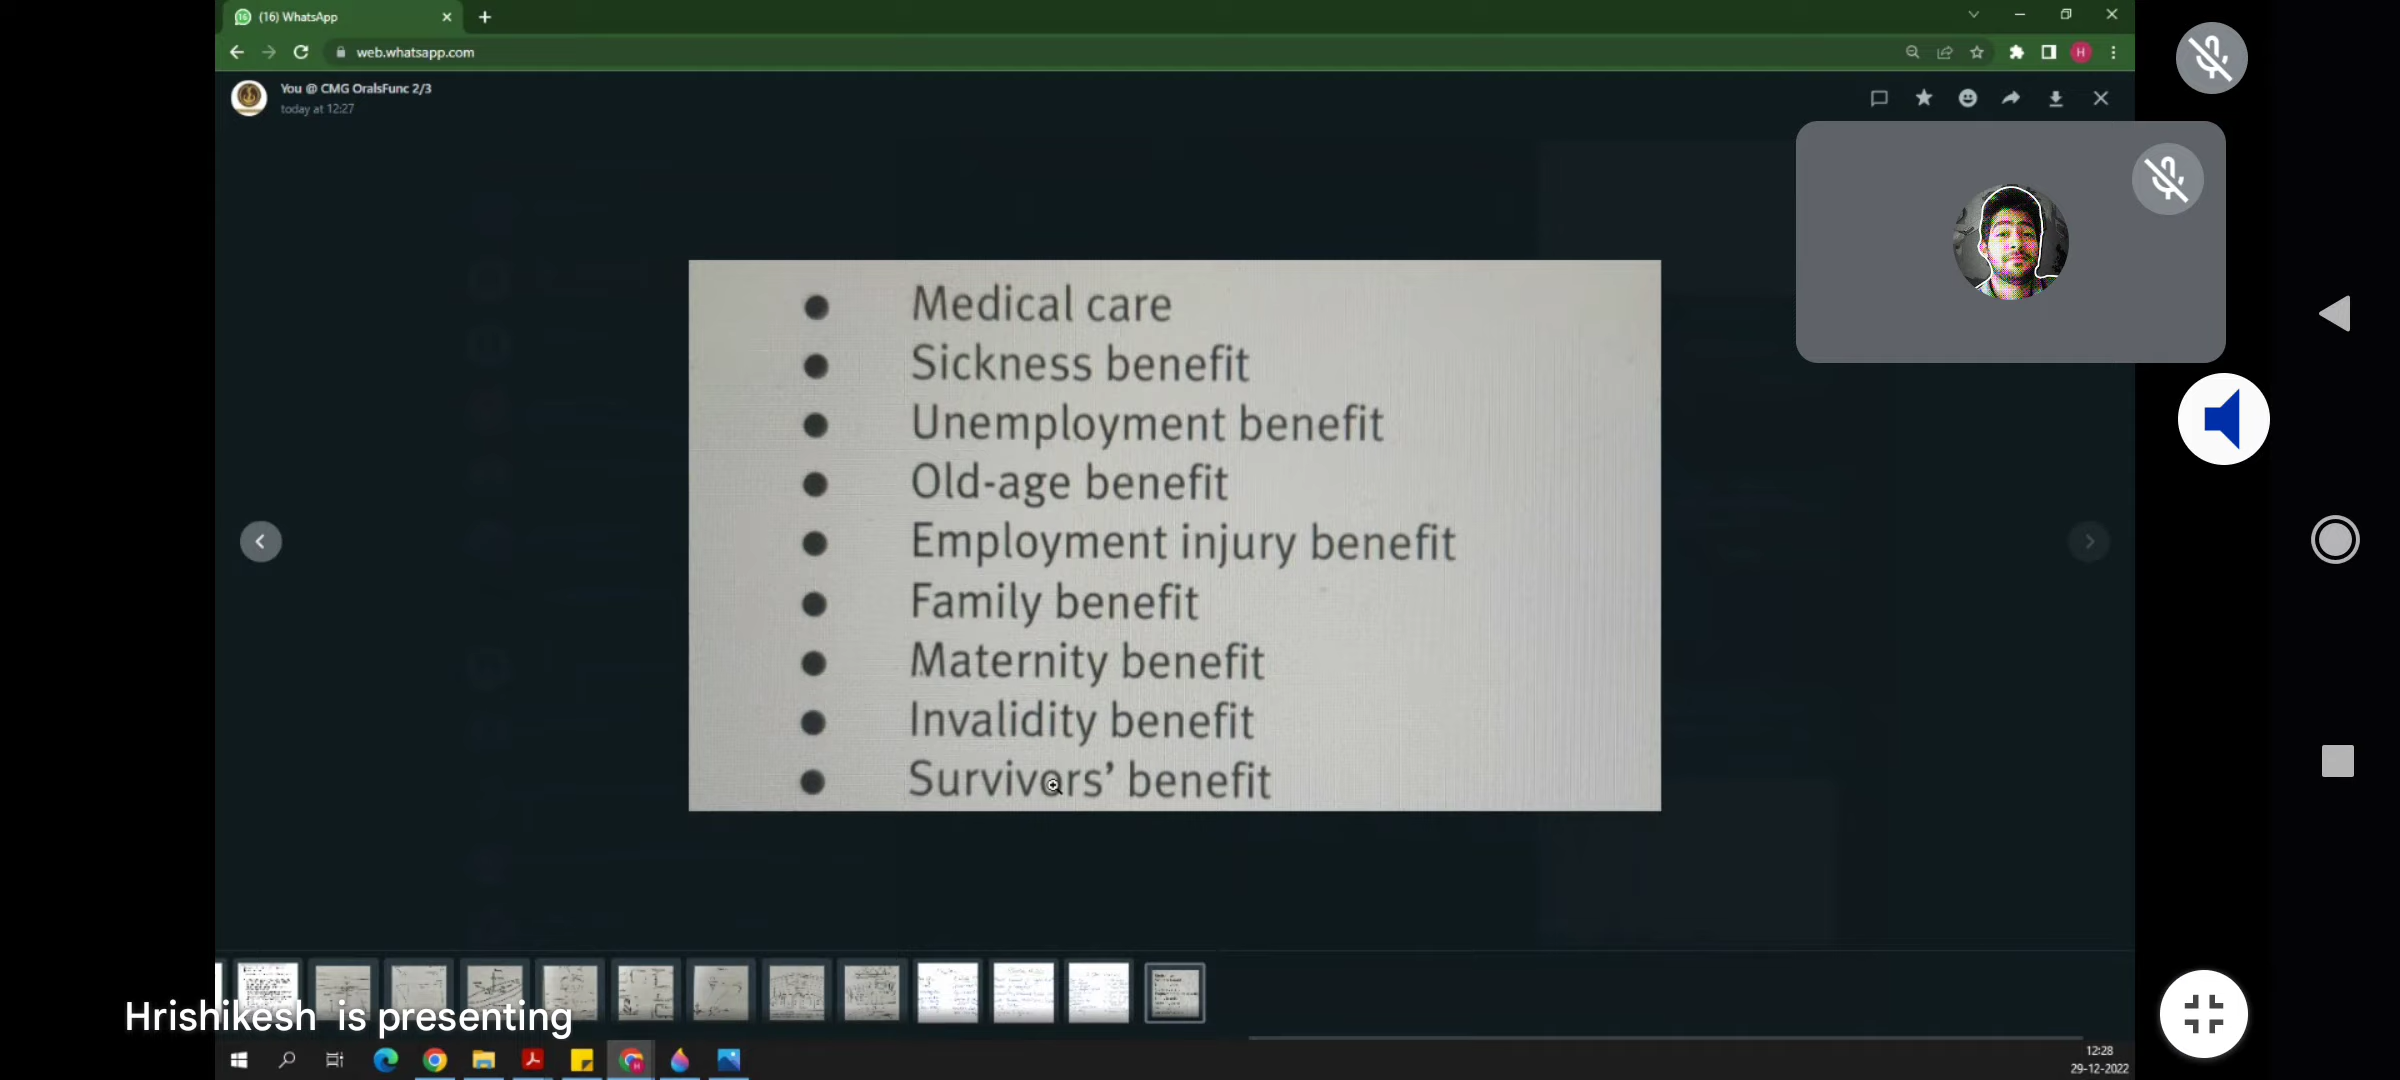 (16) WhatsApp
web.whatsapp.com
H
You @ CMG OralsFunc 2/3
today at 12:27
● Medical care
● Sickness benefit
● Unemployment benefit
● Old-age benefit
● Employment injury benefit
● Family benefit
● Maternity benefit
● Invalidity benefit
● Survivors’ benefit
Hrishikesh is presenting
12:28
29-12-2022